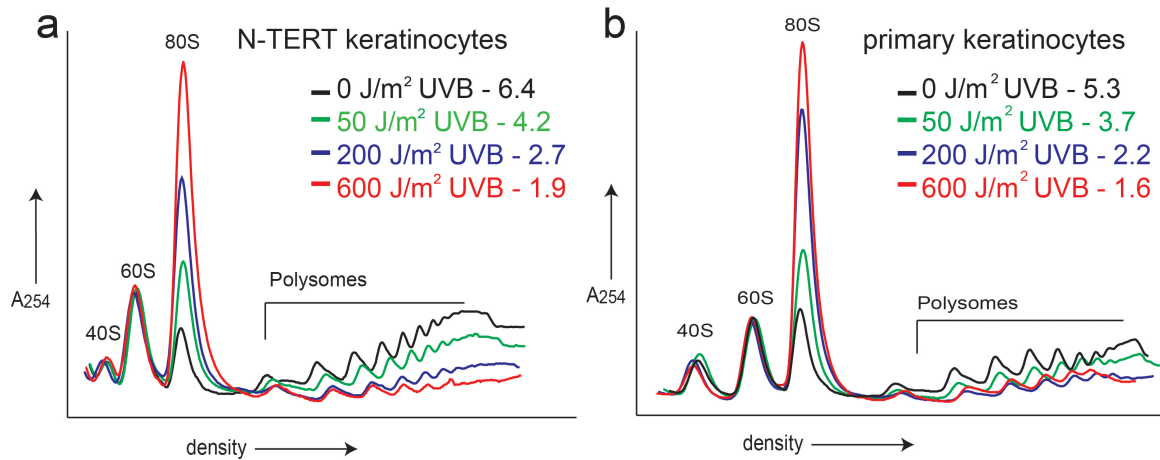 a
N-TERT keratinocytes
80S
0 J/m² UVB - 6.4
50 J/m² UVB - 4.2
200 J/m² UVB - 2.7
600 J/m² UVB - 1.9
60S
40S
Polysomes
A254
density
b
primary keratinocytes
80S
0 J/m² UVB - 5.3
50 J/m² UVB - 3.7
200 J/m² UVB - 2.2
600 J/m² UVB - 1.6
60S
40S
Polysomes
A254
density